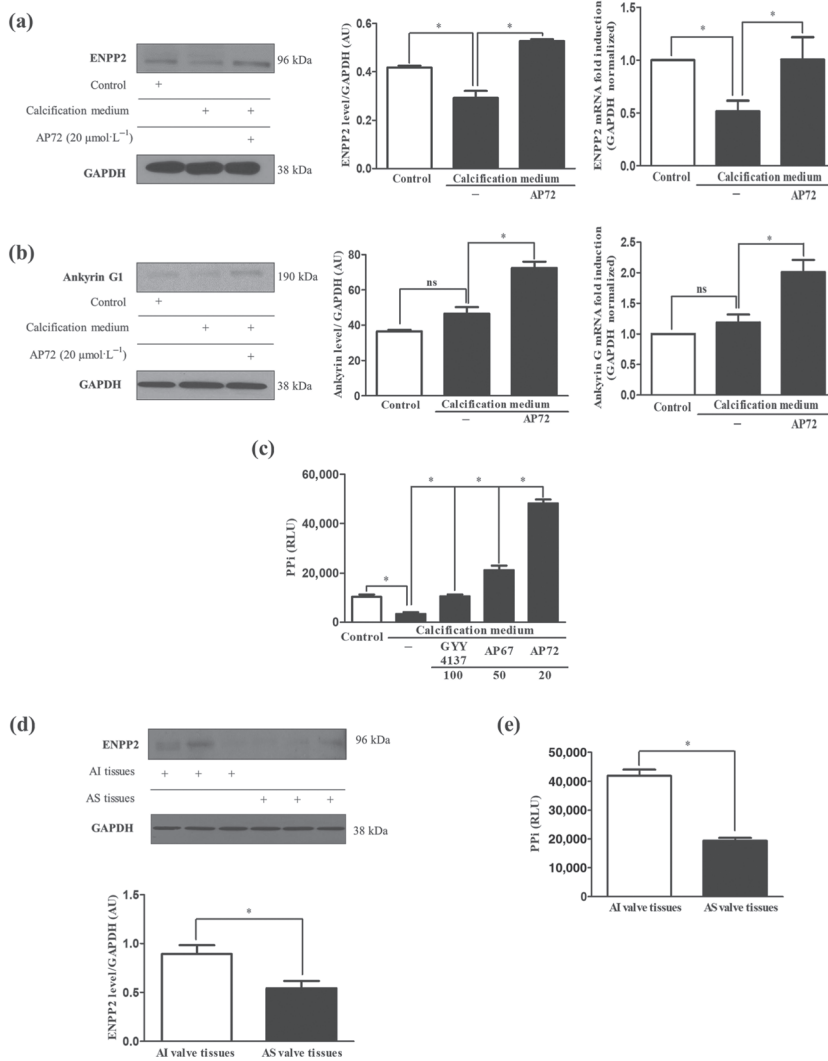 (a)
ENPP2
96 kDa
Control
+
Calcification medium
+
+
AP72 (20 μmol·L−1)
+
GAPDH
38 kDa
ENPP2 level/GAPDH (AU)
0.6
0.4
0.2
0.0
*
*
Control
Calcification medium
–
AP72
ENPP2 mRNA fold induction
(GAPDH normalized)
1.5
1.0
0.5
0.0
*
*
Control
Calcification medium
–
AP72
(b)
Ankyrin G1
190 kDa
Control
+
Calcification medium
+
+
AP72 (20 μmol·L−1)
+
GAPDH
38 kDa
Ankyrin level/ GAPDH (AU)
80
60
40
20
0
ns
*
Control
Calcification medium
–
AP72
Ankyrin G mRNA fold induction
(GAPDH normalized)
2.5
2.0
1.5
1.0
0.5
0.0
ns
*
Control
Calcification medium
–
AP72
(c)
PPi (RLU)
60,000
40,000
20,000
0
*
*
*
*
Control
Calcification medium
–
GYY
4137
AP67
AP72
100
50
20
(d)
ENPP2
96 kDa
AI tissues
+
+
+
AS tissues
+
+
+
GAPDH
38 kDa
ENPP2 level/GAPDH (AU)
1.5
1.0
0.5
0.0
*
AI valve tissues
AS valve tissues
(e)
PPi (RLU)
50,000
40,000
30,000
20,000
10,000
0
*
AI valve tissues
AS valve tissues